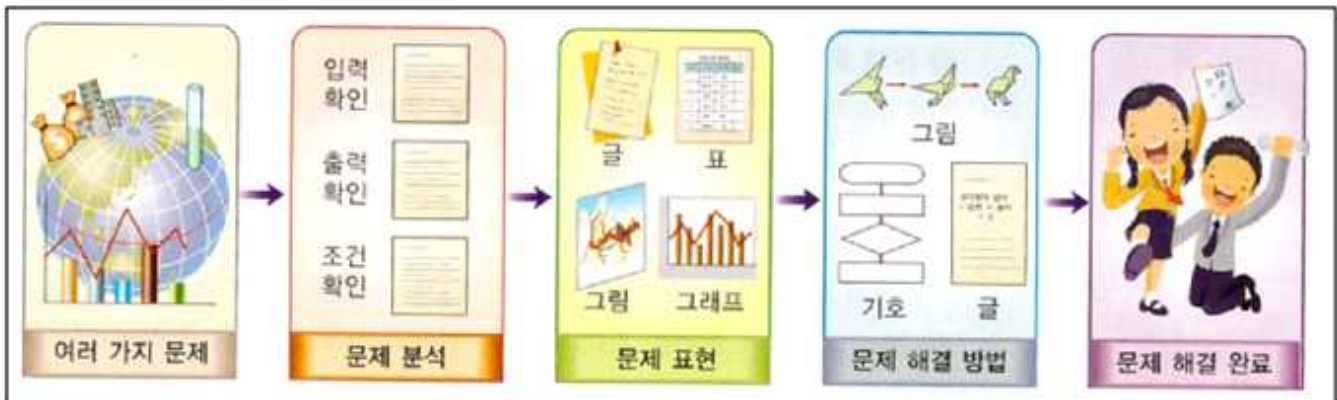 입력
확인
출력
확인
조건
확인
글
표
그림
그래프
그림
기호
글
여러 가지 문제
문제 분석
문제 표현
문제 해결 방법
문제 해결 완료